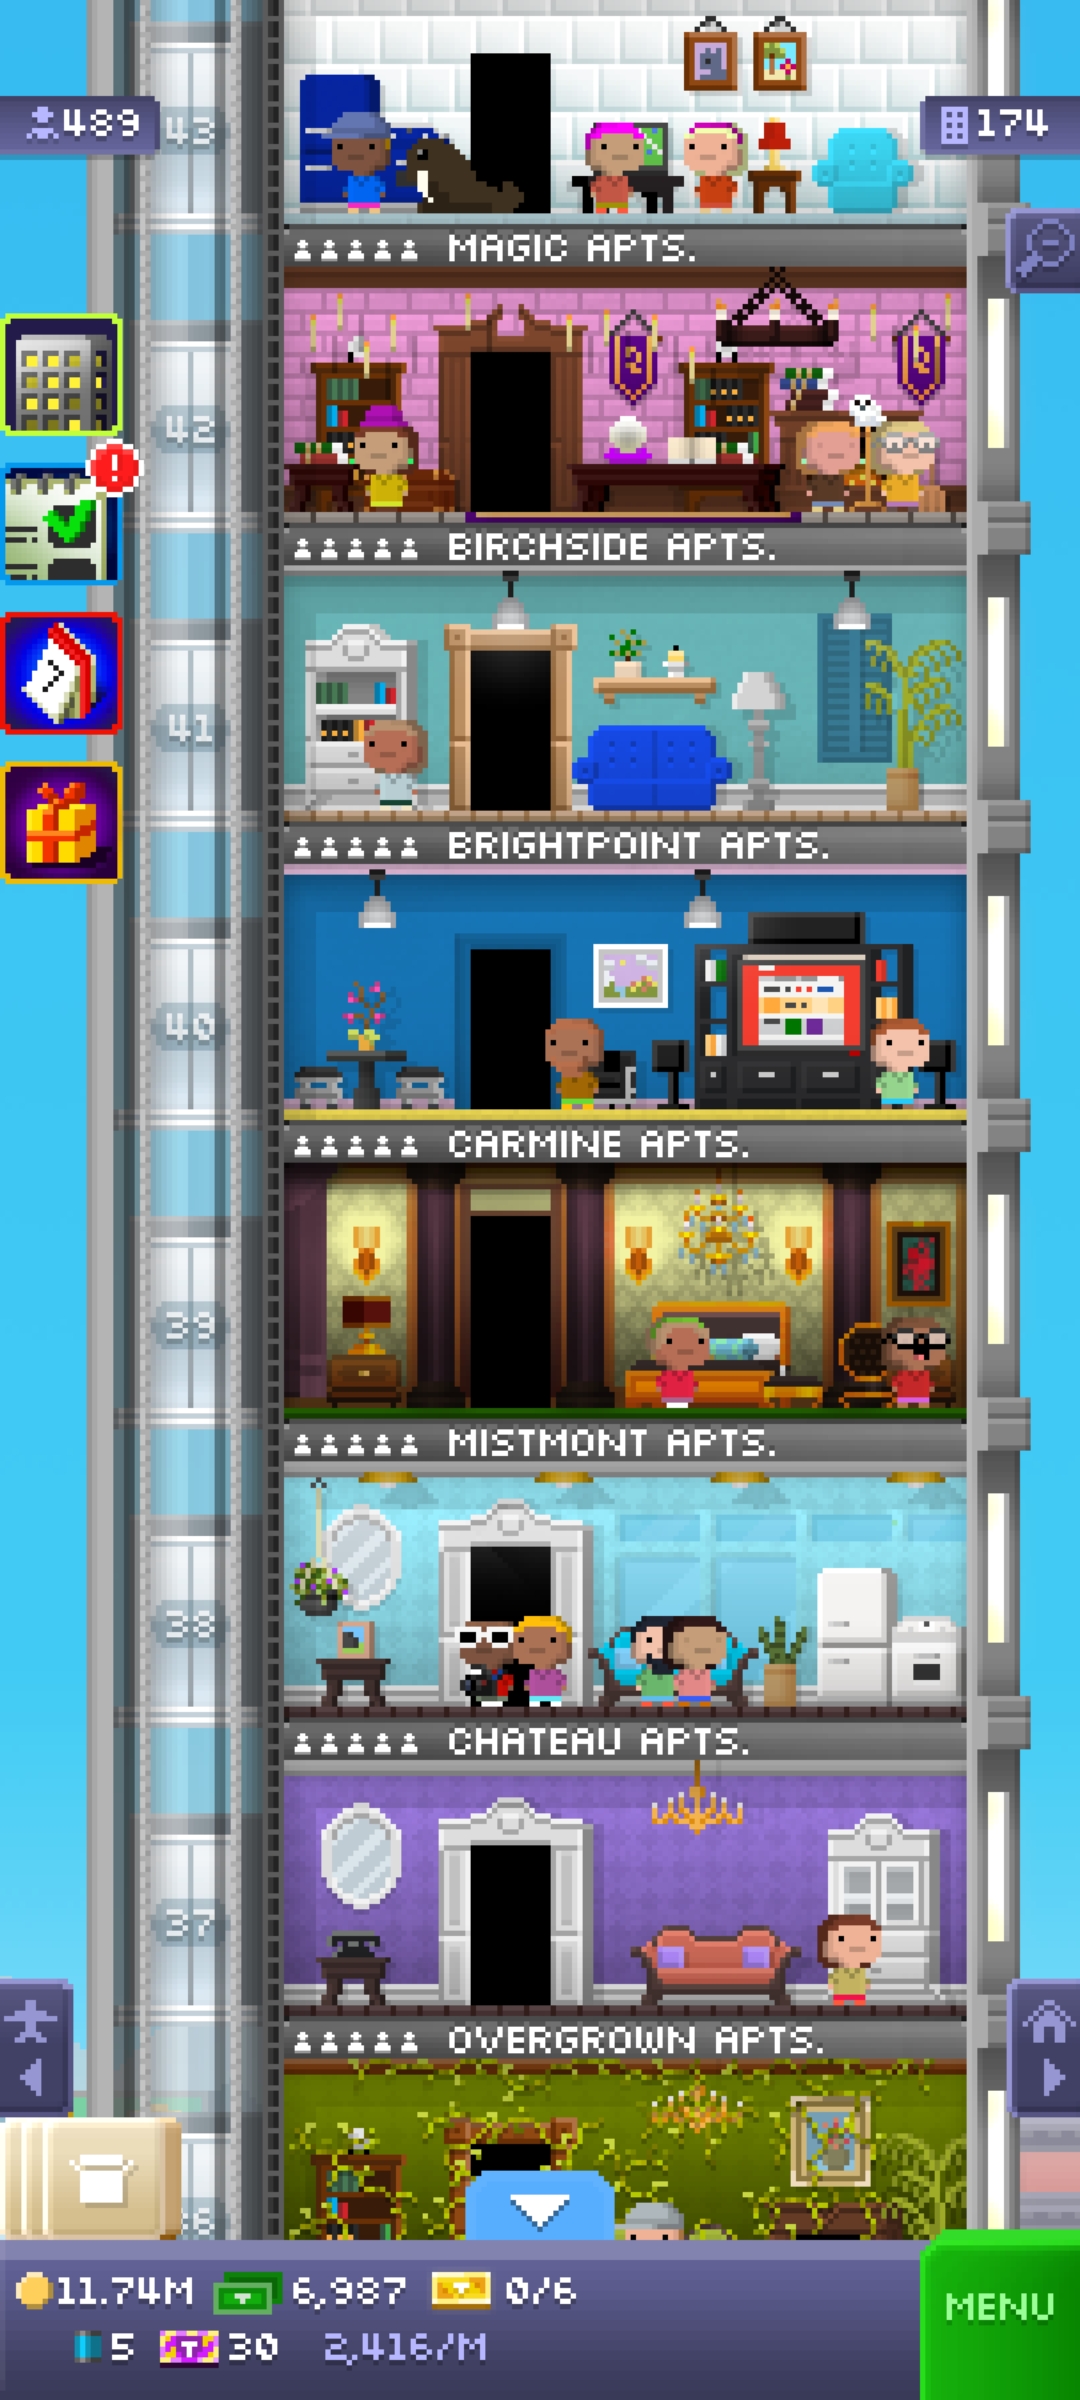 489
43
174
MAGIC APTS.
42
BIRCHSIDE APTS.
41
BRIGHTPOINT APTS.
40
CARMINE APTS.
39
MISTMONT APTS.
38
CHATEAU APTS.
37
OVERGROWN APTS.
11.74M 6,987 0/6
MENU
5 30 2,416/M